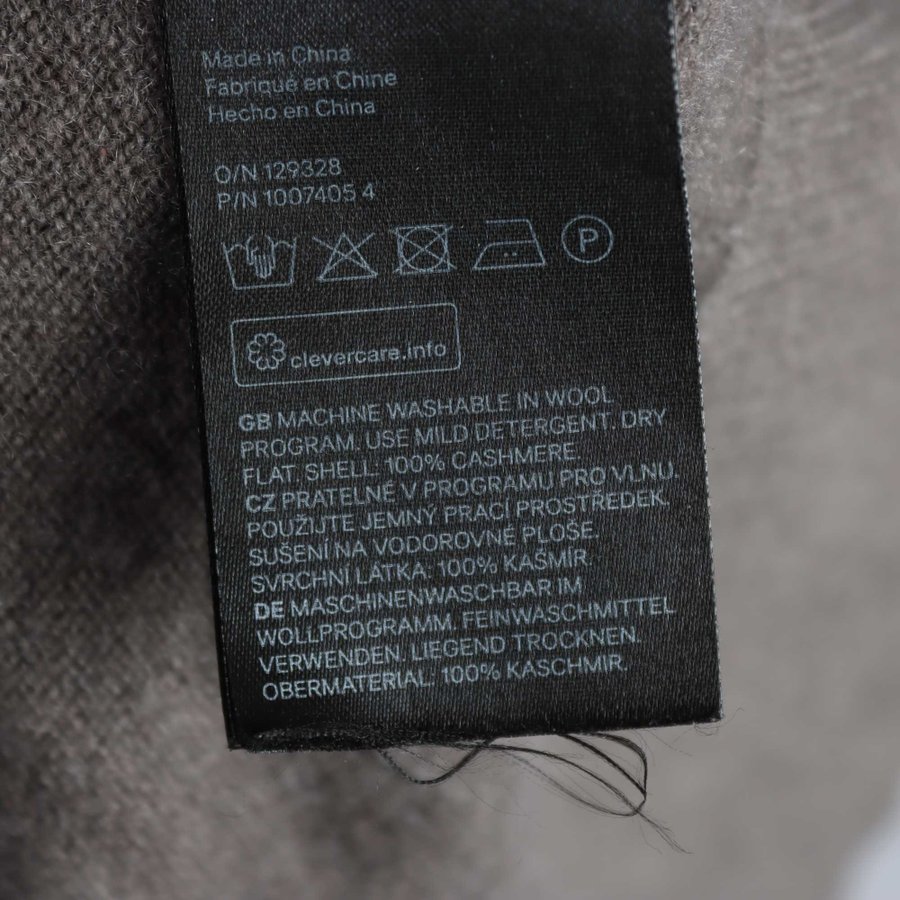 Made in China
Fabriqué en Chine
Hecho en China
O/N 129328
P/N 1007405 4
P
clevercare.info
GB MACHINE WASHABLE IN WOOL
PROGRAM. USE MILD DETERGENT. DRY
FLAT. SHELL: 100% CASHMERE.
CZ PRATELNÉ V PROGRAMU PRO VLNU.
POUŽIJTE JEMNÝ PRACÍ PROSTŘEDEK.
SUŠENÍ NA VODOROVNÉ PLOŠE.
SVRCHNÍ LÁTKA: 100% KAŠMÍR.
DE MASCHINENWASCHBAR IM
WOLLPROGRAMM. FEINWASCHMITTEL
VERWENDEN. LIEGEND TROCKNEN.
OBERMATERIAL: 100% KASCHMIR.